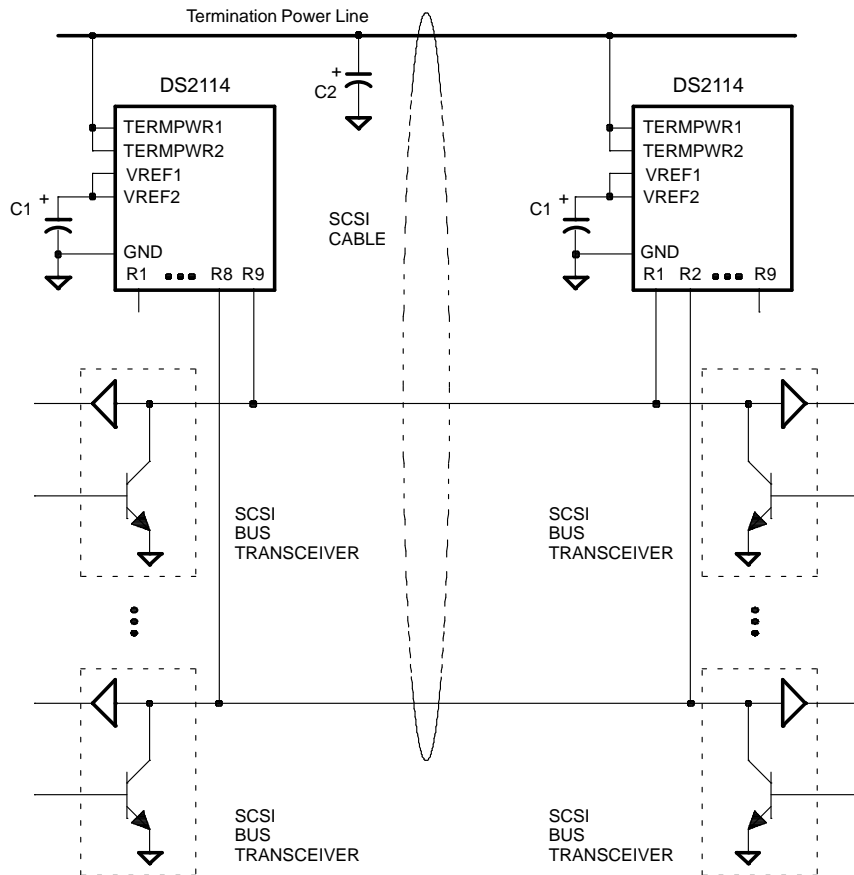 Termination Power Line
DS2114
DS2114
+
C2
TERMPWR1
TERMPWR2
VREF1
VREF2
GND
R1
R8
R9
+
C1
TERMPWR1
TERMPWR2
VREF1
VREF2
GND
R1
R2
R9
+
C1
SCSI
CABLE
SCSI
BUS
TRANSCEIVER
SCSI
BUS
TRANSCEIVER
SCSI
BUS
TRANSCEIVER
SCSI
BUS
TRANSCEIVER